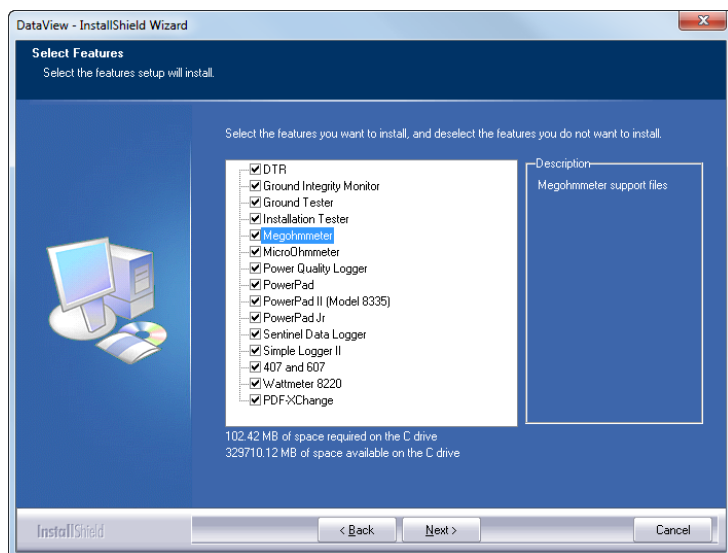 DataView - InstallShield Wizard
Select Features
Select the features setup will install.
Select the features you want to install, and deselect the features you do not want to install.
DTR
Ground Integrity Monitor
Ground Tester
Installation Tester
Megohmmeter
MicroOhmmeter
Power Quality Logger
PowerPad
PowerPad II (Model 8335)
PowerPad Jr
Sentinel Data Logger
Simple Logger II
407 and 607
Wattmeter 8220
PDF-XChange
Description
Megohmmeter support files
102.42 MB of space required on the C drive
329710.12 MB of space available on the C drive
InstallShield
< Back
Next >
Cancel